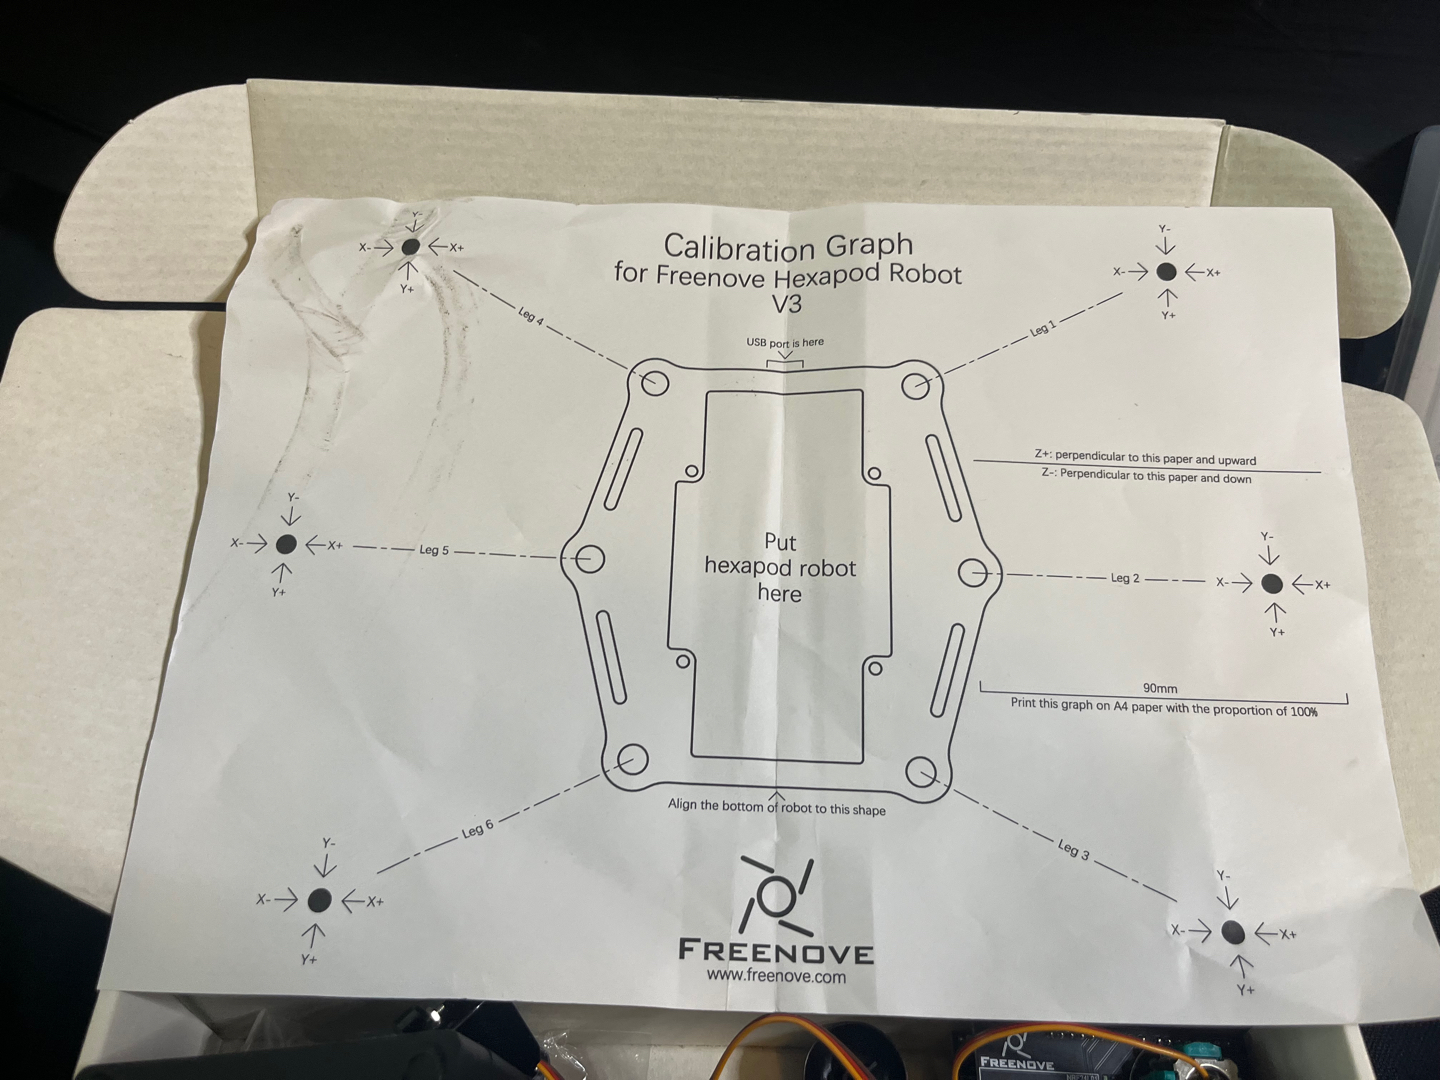 Calibration Graph
for Freenove Hexapod Robot
V3
USB port is here
Y-
X- X+
Y+
Leg 4
Y-
X- X+
Y+
Leg 1
Z+: perpendicular to this paper and upward
Z-: Perpendicular to this paper and down
Y-
X- X+
Y+
Leg 5
Put
hexapod robot
here
Leg 2
Y-
X- X+
Y+
90mm
Print this graph on A4 paper with the proportion of 100%
Align the bottom of robot to this shape
Leg 6
Y-
X- X+
Y+
Leg 3
Y-
X- X+
Y+
FREENOVE
www.freenove.com
FREENOVE